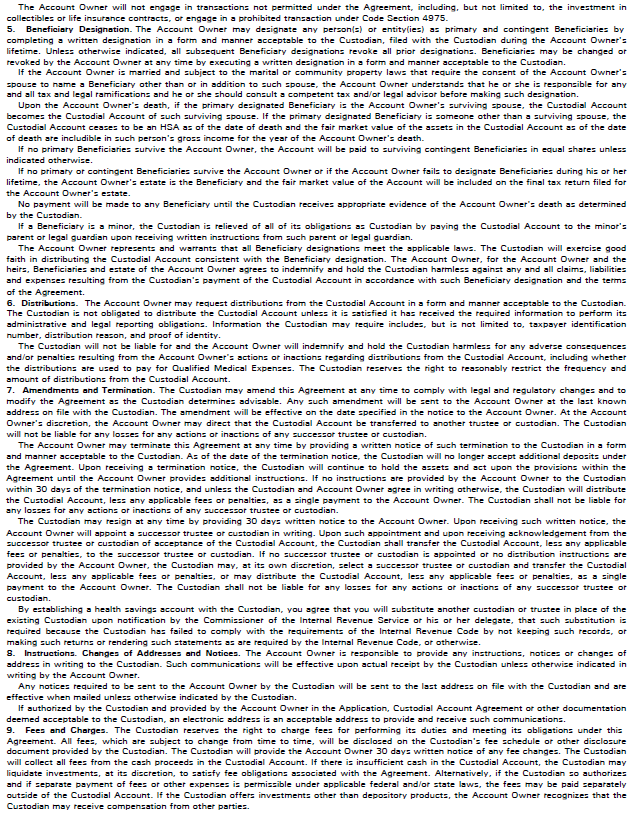 The Account Owner will not engage in transactions not permitted under the Agreement, including, but not limited to, the investment in
collectibles or life insurance contracts, or engage in a prohibited transaction under Code Section 4975.
5. Beneficiary Designation. The Account Owner may designate any person(s) or entity(ies) as primary and contingent Beneficiaries by
completing a written designation in a form and manner acceptable to the Custodian, filed with the Custodian during the Account Owner's
lifetime. Unless otherwise indicated, all subsequent Beneficiary designations revoke all prior designations. Beneficiaries may be changed or
revoked by the Account Owner at any time by executing a written designation in a form and manner acceptable to the Custodian.
If the Account Owner is married and subject to the marital or community property laws that require the consent of the Account Owner's
spouse to name a Beneficiary other than or in addition to such spouse, the Account Owner understands that he or she is responsible for any
and all tax and legal ramifications and he or she should consult a competent tax and/or legal advisor before making such designation.
Upon the Account Owner's death, if the primary designated Beneficiary is the Account Owner's surviving spouse, the Custodial Account
becomes the Custodial Account of such surviving spouse. If the primary designated Beneficiary is someone other than a surviving spouse, the
Custodial Account ceases to be an HSA as of the date of death and the fair market value of the assets in the Custodial Account as of the date
of death are includible in such person's gross income for the year of the Account Owner's death.
If no primary Beneficiaries survive the Account Owner, the Account will be paid to surviving contingent Beneficiaries in equal shares unless
indicated otherwise.
If no primary or contingent Beneficiaries survive the Account Owner or if the Account Owner fails to designate Beneficiaries during his or her
lifetime, the Account Owner's estate is the Beneficiary and the fair market value of the Account will be included on the final tax return filed for
the Account Owner's estate.
No payment will be made to any Beneficiary until the Custodian receives appropriate evidence of the Account Owner's death as determined
by the Custodian.
If a Beneficiary is a minor, the Custodian is relieved of all of its obligations as Custodian by paying the Custodial Account to the minor's
parent or legal guardian upon receiving written instructions from such parent or legal guardian.
The Account Owner represents and warrants that all Beneficiary designations meet the applicable laws. The Custodian will exercise good
faith in distributing the Custodial Account consistent with the Beneficiary designation. The Account Owner, for the Account Owner and the
heirs, Beneficiaries and estate of the Account Owner agrees to indemnify and hold the Custodian harmless against any and all claims, liabilities
and expenses resulting from the Custodian's payment of the Custodial Account in accordance with such Beneficiary designation and the terms
of the Agreement.
6. Distributions. The Account Owner may request distributions from the Custodial Account in a form and manner acceptable to the Custodian.
The Custodian is not obligated to distribute the Custodial Account unless it is satisfied it has received the required information to perform its
administrative and legal reporting obligations. Information the Custodian may require includes, but is not limited to, taxpayer identification
number, distribution reason, and proof of identity.
The Custodian will not be liable for and the Account Owner will indemnify and hold the Custodian harmless for any adverse consequences
and/or penalties resulting from the Account Owner's actions or inactions regarding distributions from the Custodial Account, including whether
the distributions are used to pay for Qualified Medical Expenses. The Custodian reserves the right to reasonably restrict the frequency and
amount of distributions from the Custodial Account.
7. Amendments and Termination. The Custodian may amend this Agreement at any time to comply with legal and regulatory changes and to
modify the Agreement as the Custodian determines advisable. Any such amendment will be sent to the Account Owner at the last known
address on file with the Custodian. The amendment will be effective on the date specified in the notice to the Account Owner. At the Account
Owner's discretion, the Account Owner may direct that the Custodial Account be transferred to another trustee or custodian. The Custodian
will not be liable for any losses for any actions or inactions of any successor trustee or custodian.
The Account Owner may terminate this Agreement at any time by providing a written notice of such termination to the Custodian in a form
and manner acceptable to the Custodian. As of the date of the termination notice, the Custodian will no longer accept additional deposits under
the Agreement. Upon receiving a termination notice, the Custodian will continue to hold the assets and act upon the provisions within the
Agreement until the Account Owner provides additional instructions. If no instructions are provided by the Account Owner to the Custodian
within 30 days of the termination notice, and unless the Custodian and Account Owner agree in writing otherwise, the Custodian will distribute
the Custodial Account, less any applicable fees or penalties, as a single payment to the Account Owner. The Custodian shall not be liable for
any losses for any actions or inactions of any successor trustee or custodian.
The Custodian may resign at any time by providing 30 days written notice to the Account Owner. Upon receiving such written notice, the
Account Owner will appoint a successor trustee or custodian in writing. Upon such appointment and upon receiving acknowledgement from the
successor trustee or custodian of acceptance of the Custodial Account, the Custodian shall transfer the Custodial Account, less any applicable
fees or penalties, to the successor trustee or custodian. If no successor trustee or custodian is appointed or no distribution instructions are
provided by the Account Owner, the Custodian may, at its own discretion, select a successor trustee or custodian and transfer the Custodial
Account, less any applicable fees or penalties, or may distribute the Custodial Account, less any applicable fees or penalties, as a single
payment to the Account Owner. The Custodian shall not be liable for any losses for any actions or inactions of any successor trustee or
custodian.
By establishing a health savings account with the Custodian, you agree that you will substitute another custodian or trustee in place of the
existing Custodian upon notification by the Commissioner of the Internal Revenue Service or his or her delegate, that such substitution is
required because the Custodian has failed to comply with the requirements of the Internal Revenue Code by not keeping such records, or
making such returns or rendering such statements as are required by the Internal Revenue Code, or otherwise.
8. Instructions. Changes of Addresses and Notices. The Account Owner is responsible to provide any instructions, notices or changes of
address in writing to the Custodian. Such communications will be effective upon actual receipt by the Custodian unless otherwise indicated in
writing by the Account Owner.
Any notices required to be sent to the Account Owner by the Custodian will be sent to the last address on file with the Custodian and are
effective when mailed unless otherwise indicated by the Custodian.
If authorized by the Custodian and provided by the Account Owner in the Application, Custodial Account Agreement or other documentation
deemed acceptable to the Custodian, an electronic address is an acceptable address to provide and receive such communications.
9. Fees and Charges. The Custodian reserves the right to charge fees for performing its duties and meeting its obligations under this
Agreement. All fees, which are subject to change from time to time, will be disclosed on the Custodian's fee schedule or other disclosure
document provided by the Custodian. The Custodian will provide the Account Owner 30 days written notice of any fee changes. The Custodian
will collect all fees from the cash proceeds in the Custodial Account. If there is insufficient cash in the Custodial Account, the Custodian may
liquidate investments, at its discretion, to satisfy fee obligations associated with the Agreement. Alternatively, if the Custodian so authorizes
and if separate payment of fees or other expenses is permissible under applicable federal and/or state laws, the fees may be paid separately
outside of the Custodial Account. If the Custodian offers investments other than depository products, the Account Owner recognizes that the
Custodian may receive compensation from other parties.